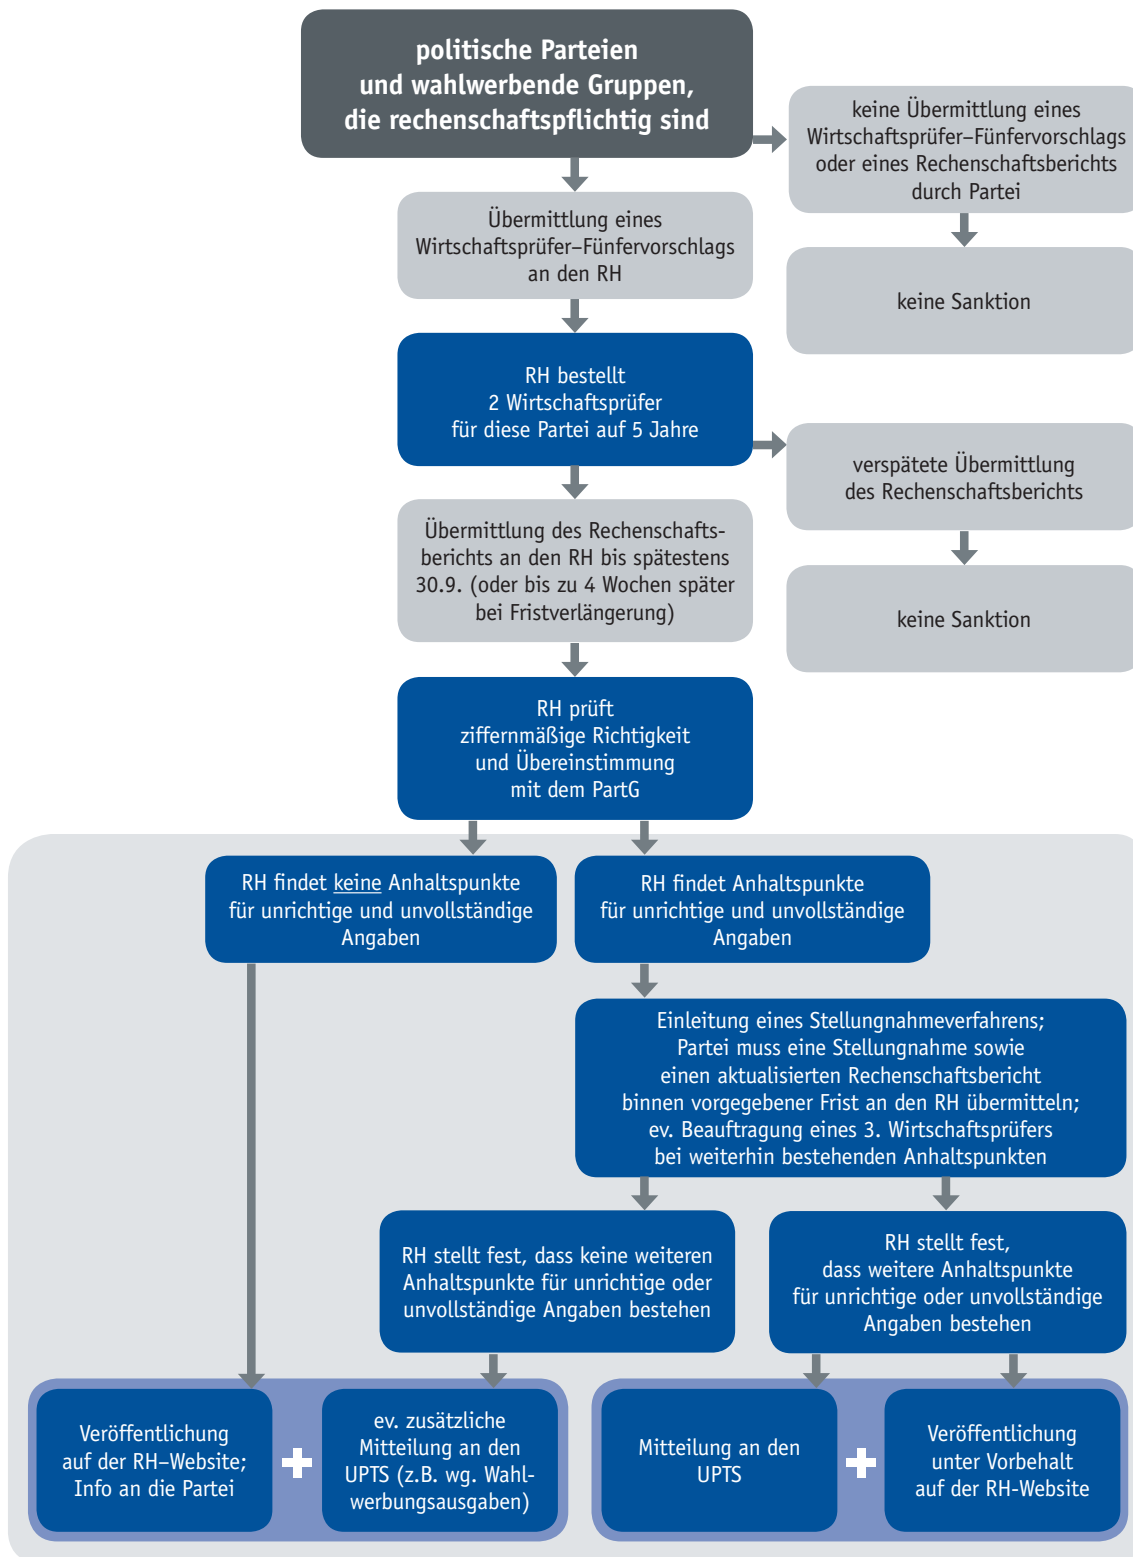 politische Parteien
und wahlwerbende Gruppen,
die rechenschaftspflichtig sind
keine Übermittlung eines
Wirtschaftsprüfer–Fünfervorschlags
oder eines Rechenschaftsberichts
durch Partei
Übermittlung eines
Wirtschaftsprüfer–Fünfervorschlags
an den RH
keine Sanktion
RH bestellt
2 Wirtschaftsprüfer
für diese Partei auf 5 Jahre
verspätete Übermittlung
des Rechenschaftsberichts
Übermittlung des Rechenschafts-
berichts an den RH bis spätestens
30.9. (oder bis zu 4 Wochen später
bei Fristverlängerung)
keine Sanktion
RH prüft
ziffernmäßige Richtigkeit
und Übereinstimmung
mit dem PartG
RH findet keine Anhaltspunkte
für unrichtige und unvollständige
Angaben
RH findet Anhaltspunkte
für unrichtige und unvollständige
Angaben
Einleitung eines Stellungnahmeverfahrens;
Partei muss eine Stellungnahme sowie
einen aktualisierten Rechenschaftsbericht
binnen vorgegebener Frist an den RH übermitteln;
ev. Beauftragung eines 3. Wirtschaftsprüfers
bei weiterhin bestehenden Anhaltspunkten
RH stellt fest, dass keine weiteren
Anhaltspunkte für unrichtige oder
unvollständige Angaben bestehen
RH stellt fest,
dass weitere Anhaltspunkte
für unrichtige oder unvollständige
Angaben bestehen
Veröffentlichung
auf der RH–Website;
Info an die Partei
ev. zusätzliche
Mitteilung an den
UPTS (z.B. wg. Wahl-
werbungsausgaben)
Mitteilung an den
UPTS
Veröffentlichung
unter Vorbehalt
auf der RH-Website